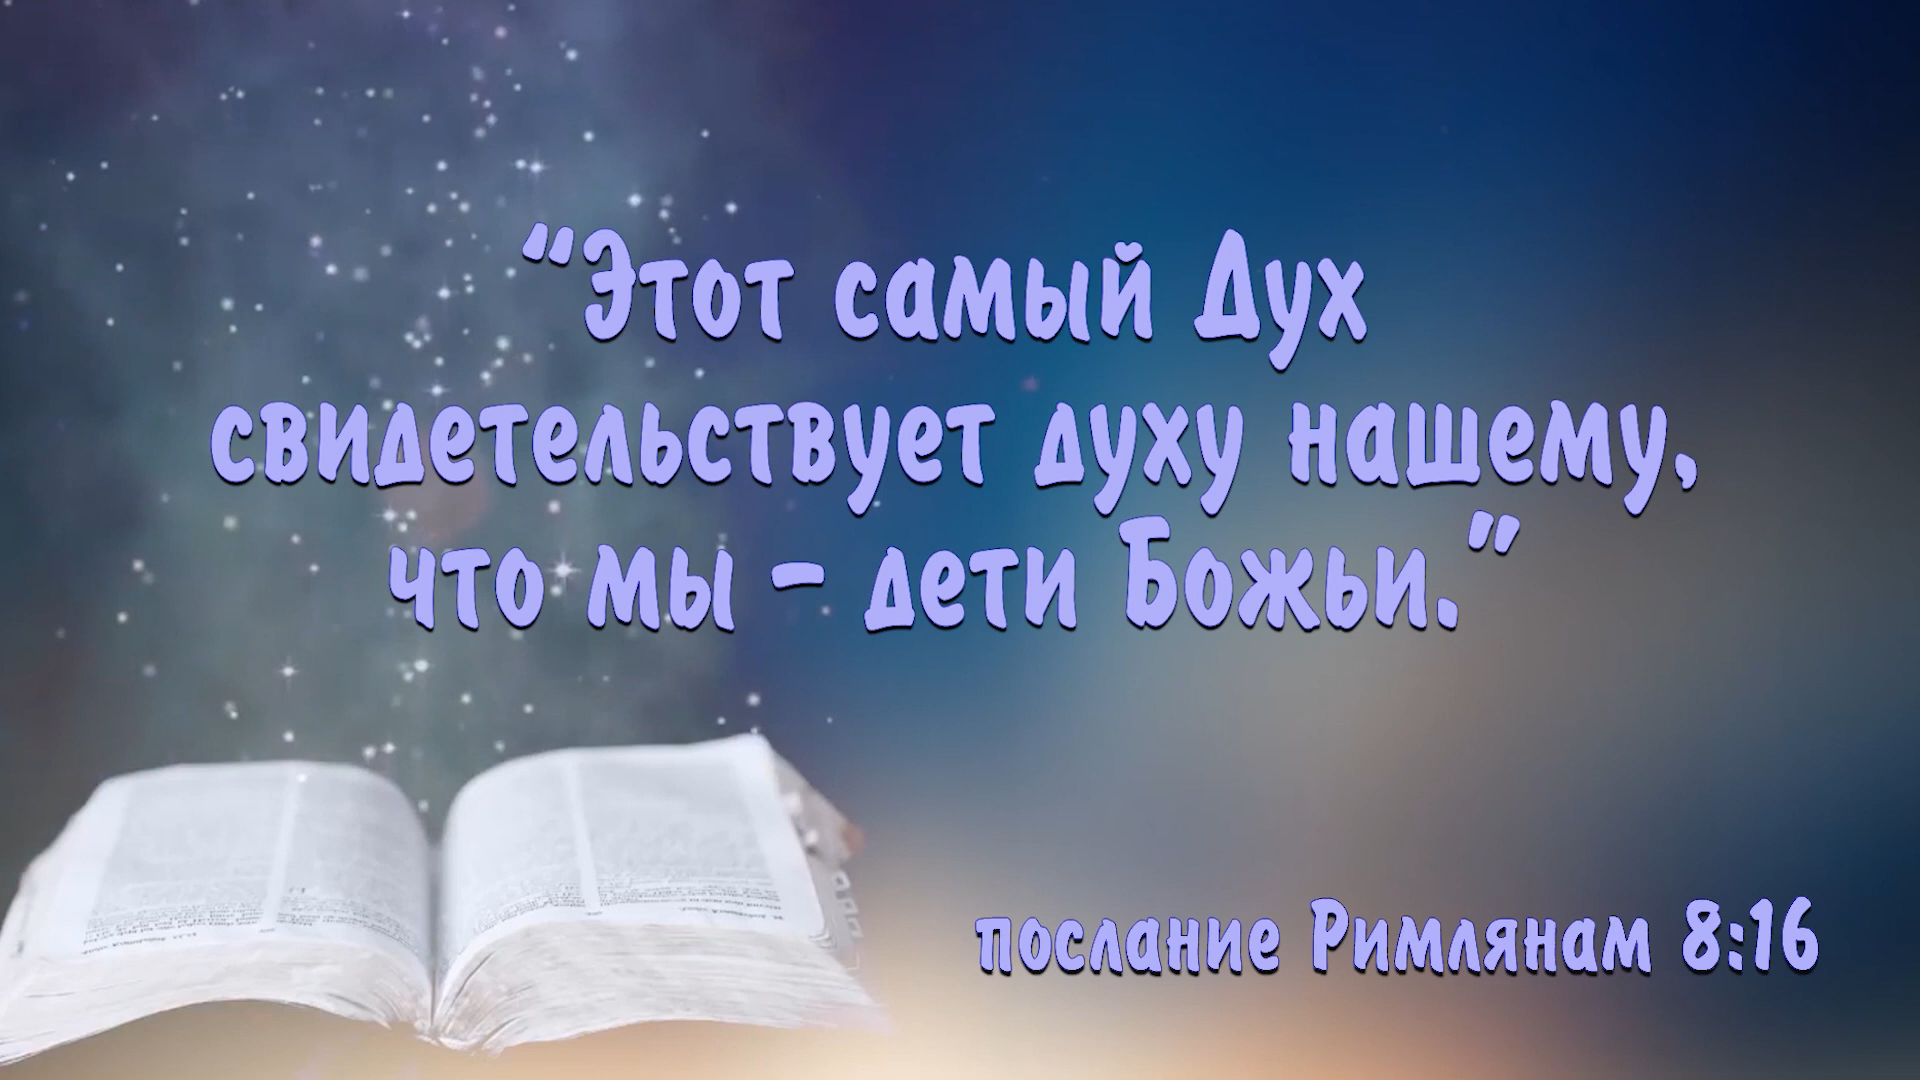 “Этот самый Дух
свидетельствует духу нашему,
что мы - дети Божьи.”
послание Римлянам 8:16